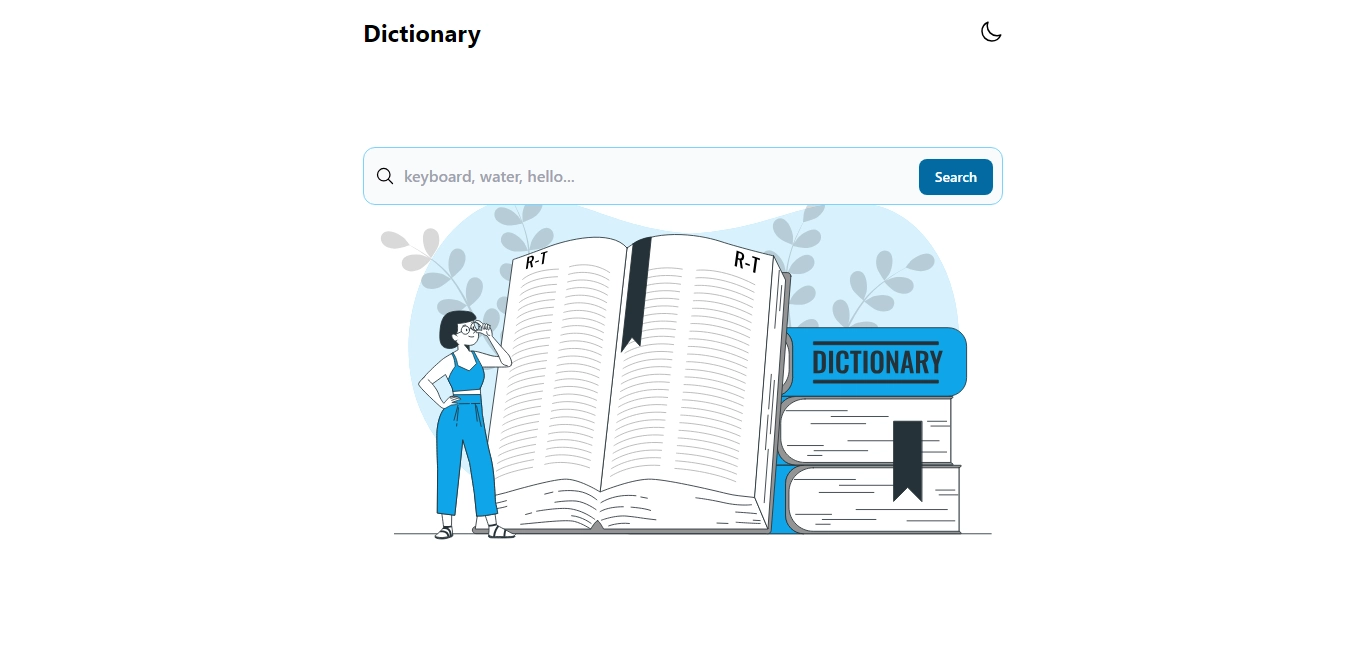 Dictionary
keyboard, water, hello...
Search
R-T
R-T
DICTIONARY